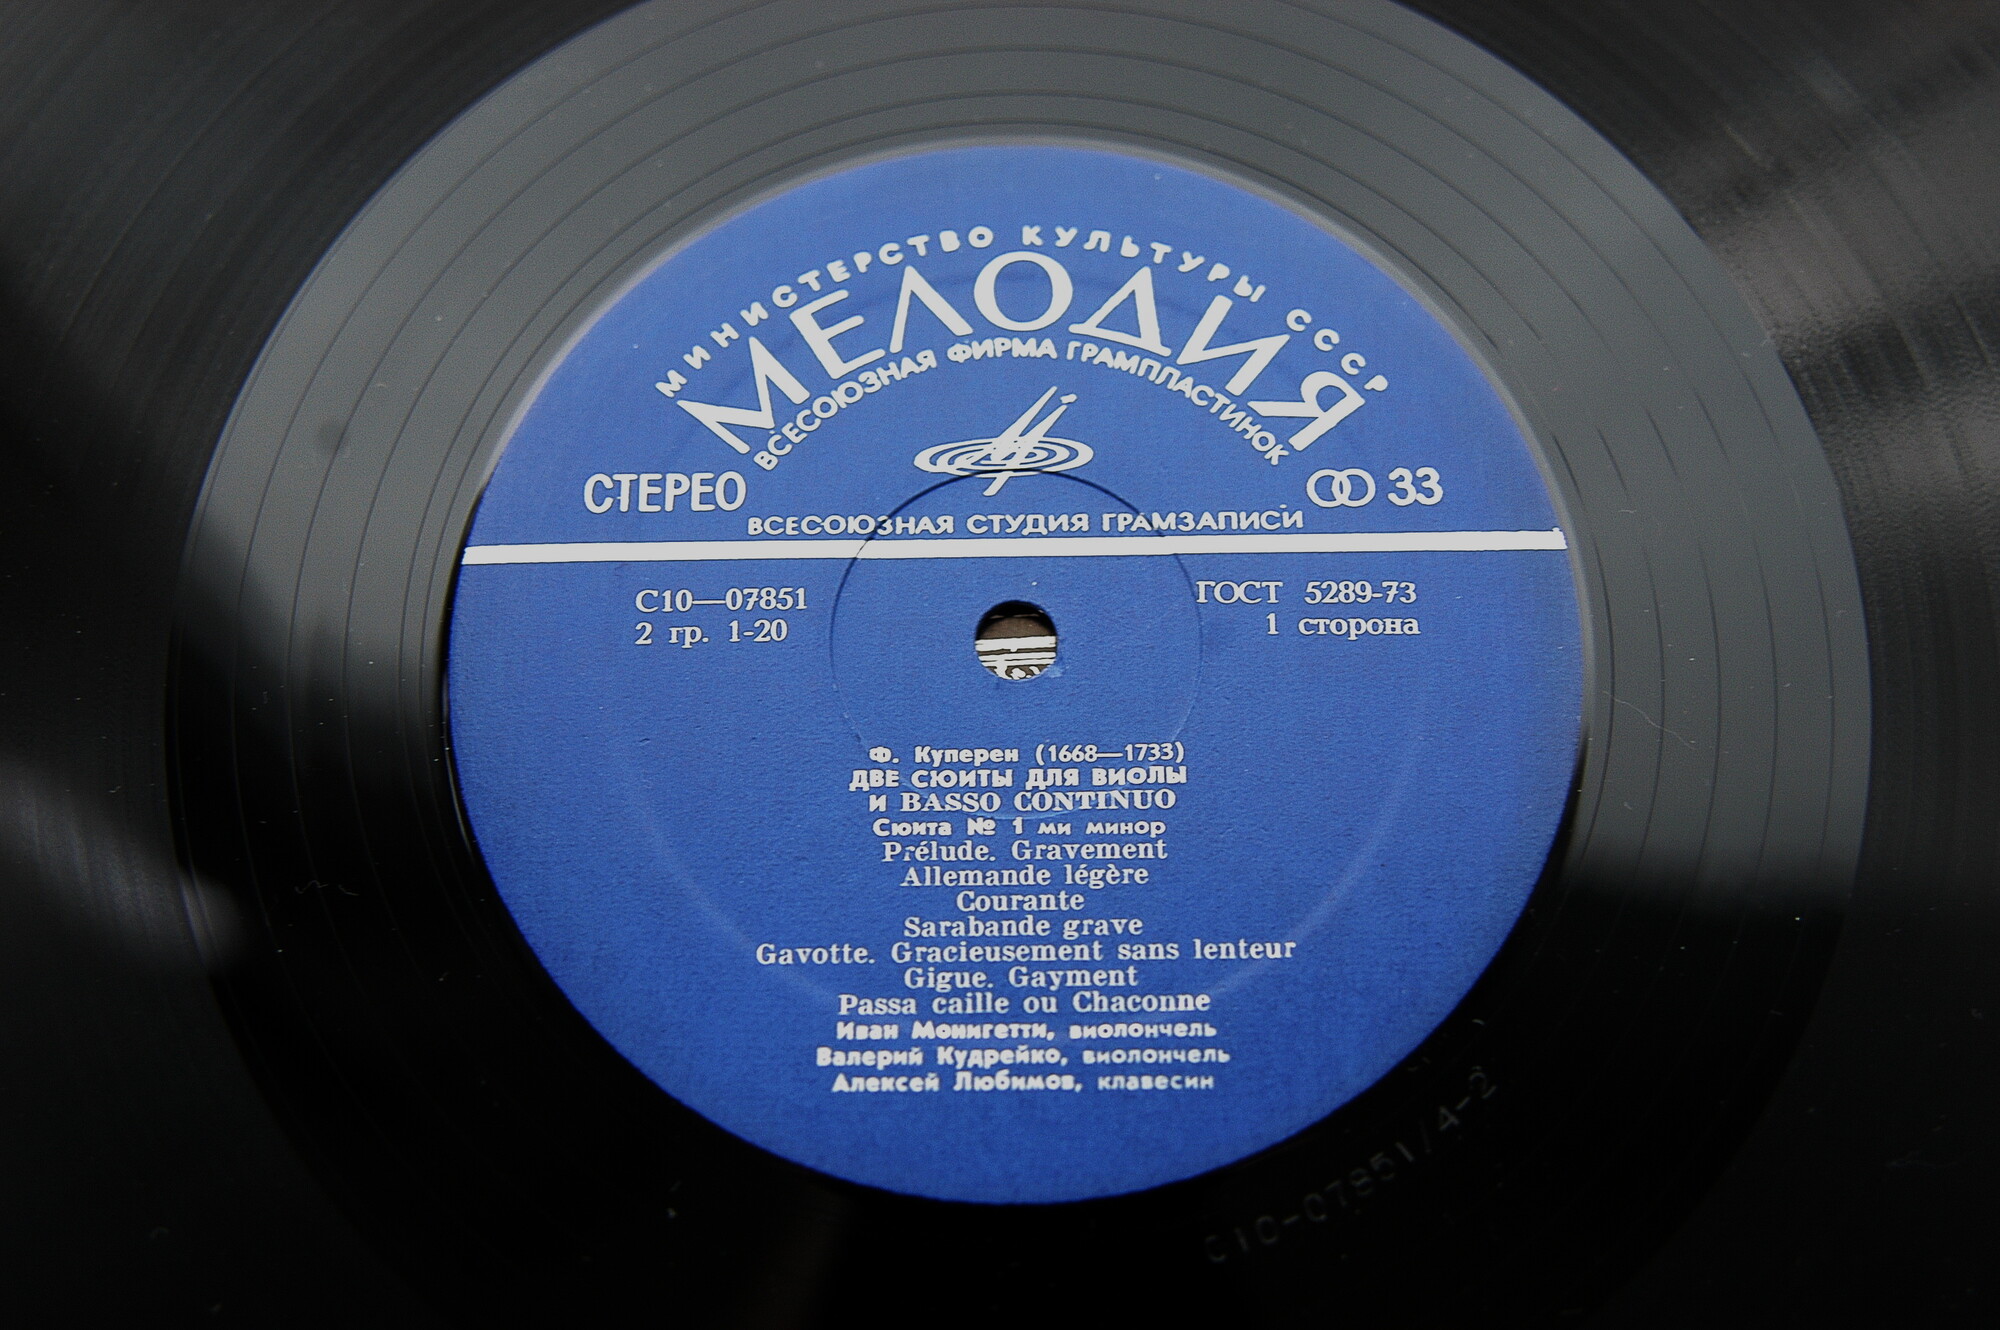 МИНИСТЕРСТВО КУЛЬТУРЫ СССР
МЕЛОДИЯ
ВСЕСОЮЗНАЯ ФИРМА ГРАМПЛАСТИНОК
СТЕРЕО
33
ВСЕСОЮЗНАЯ СТУДИЯ ГРАМЗАПИСИ
С10—07851
ГОСТ 5289-73
2 гр. 1-20
1 сторона
Ф. Куперен (1668—1733)
ДВЕ СЮИТЫ ДЛЯ ВИОЛЫ
И BASSO CONTINUO
Сюита № 1 ми минор
Prélude. Gravement
Allemande légère
Courante
Sarabande grave
Gavotte. Gracieusement sans lenteur
Gigue. Gayment
Passa caille ou Chaconne
Иван Монигетти, виолончель
Валерий Кудрейко, виолончель
Алексей Любимов, клавесин
С10-07851/4-2